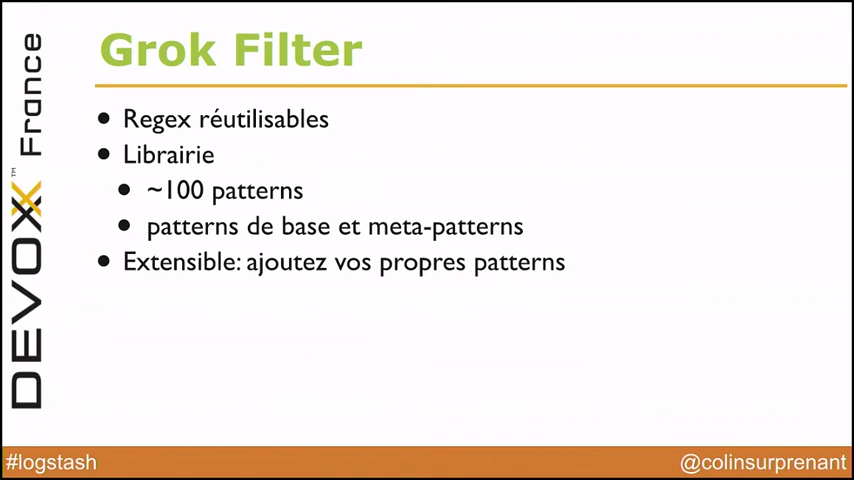 Grok Filter
• Regex réutilisables
• Librairie
• ~100 patterns
• patterns de base et meta-patterns
• Extensible: ajoutez vos propres patterns
DEVOXX™ France
#logstash
@colinsurprenant